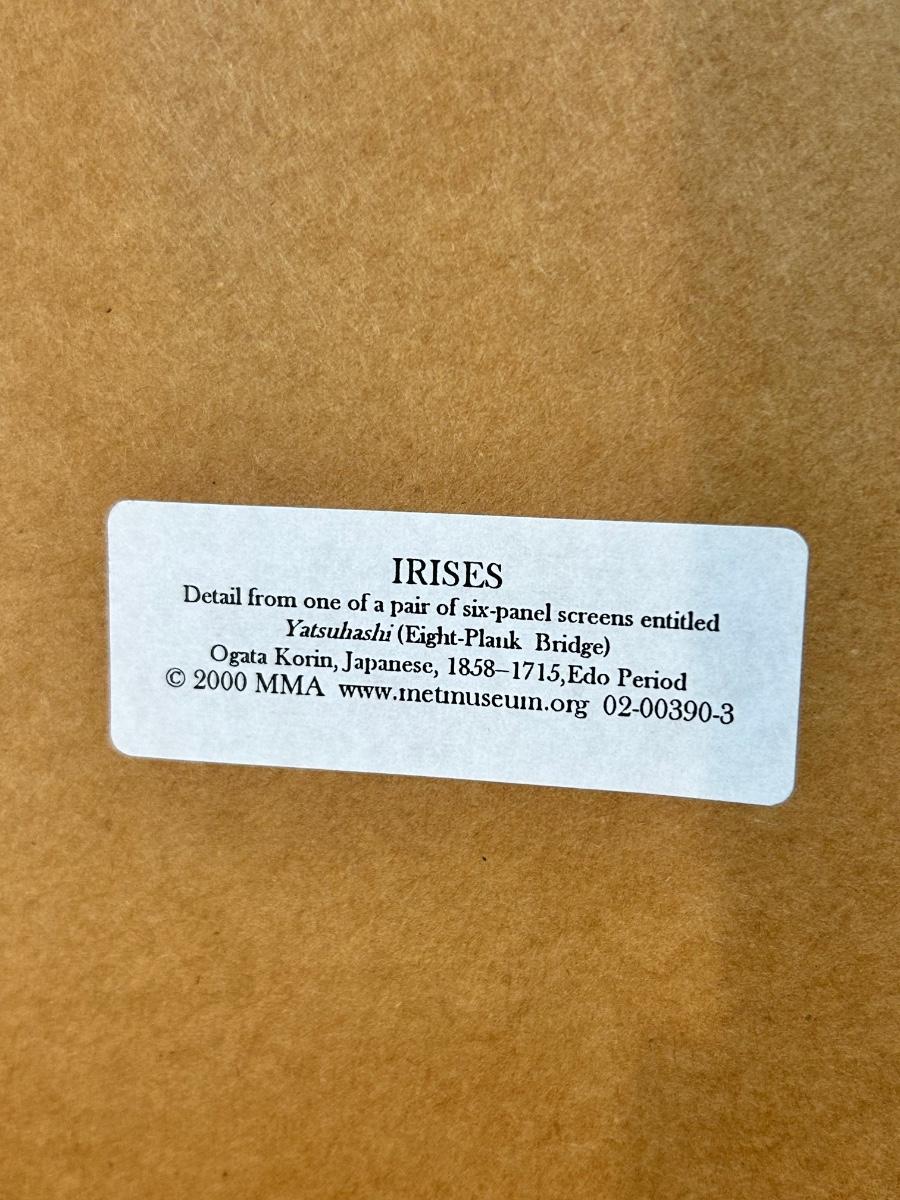 IRISES
Detail from one of a pair of six-panel screens entitled
Yatsuhashi (Eight-Plank Bridge)
Ogata Korin, Japanese, 1858–1715,Edo Period
© 2000 MMA www.metmuseum.org 02-00390-3